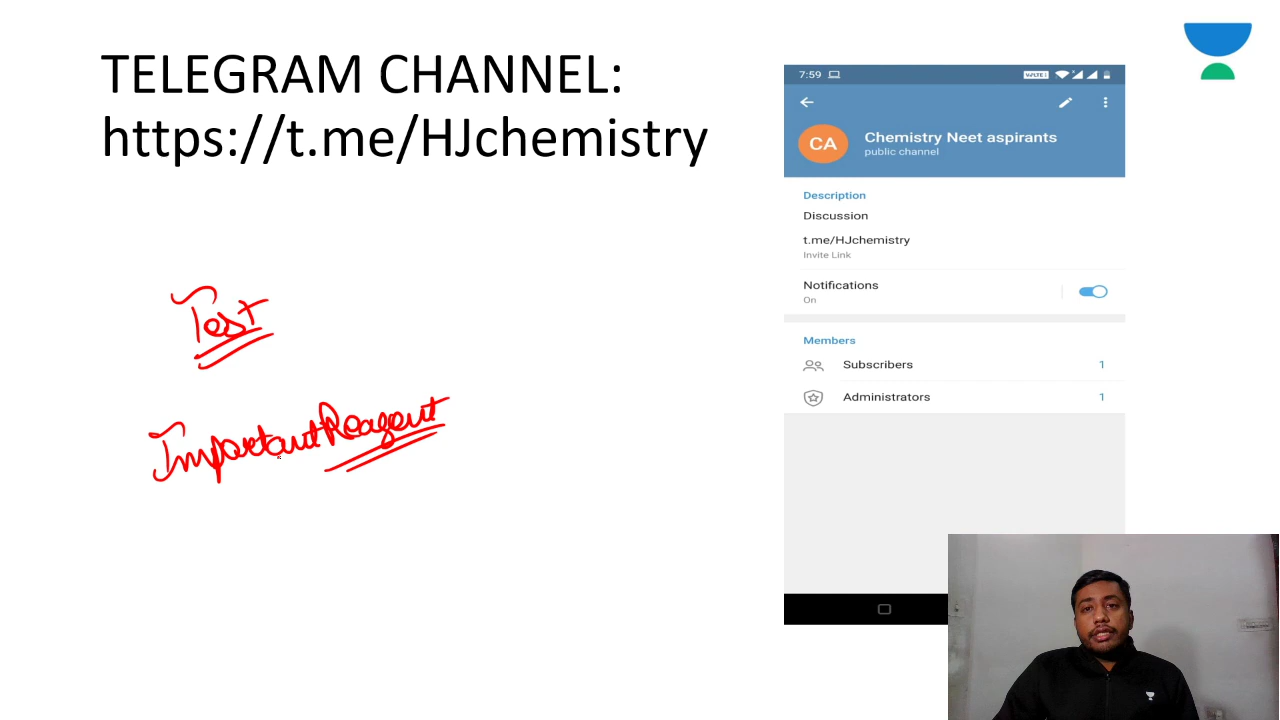 TELEGRAM CHANNEL:
https://t.me/HJchemistry
Test
Important Reagent
7:59
VoLTE
CA
Chemistry Neet aspirants
public channel
Description
Discussion
t.me/HJchemistry
Invite Link
Notifications
On
Members
Subscribers 1
Administrators 1